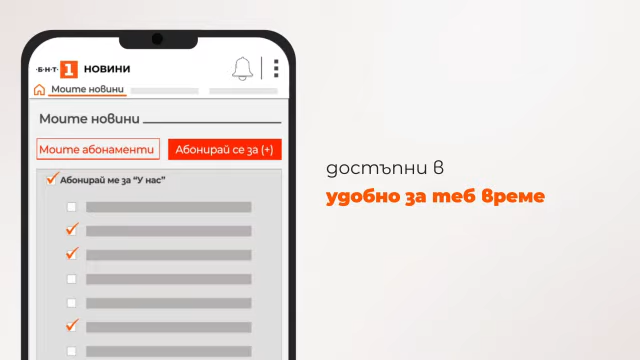 ·Б·Н·Т· 1 НОВИНИ
Моите новини
Моите новини
Моите абонаменти
Абонирай се за (+)
Абонирай ме за “У нас”
достъпни в
удобно за теб време